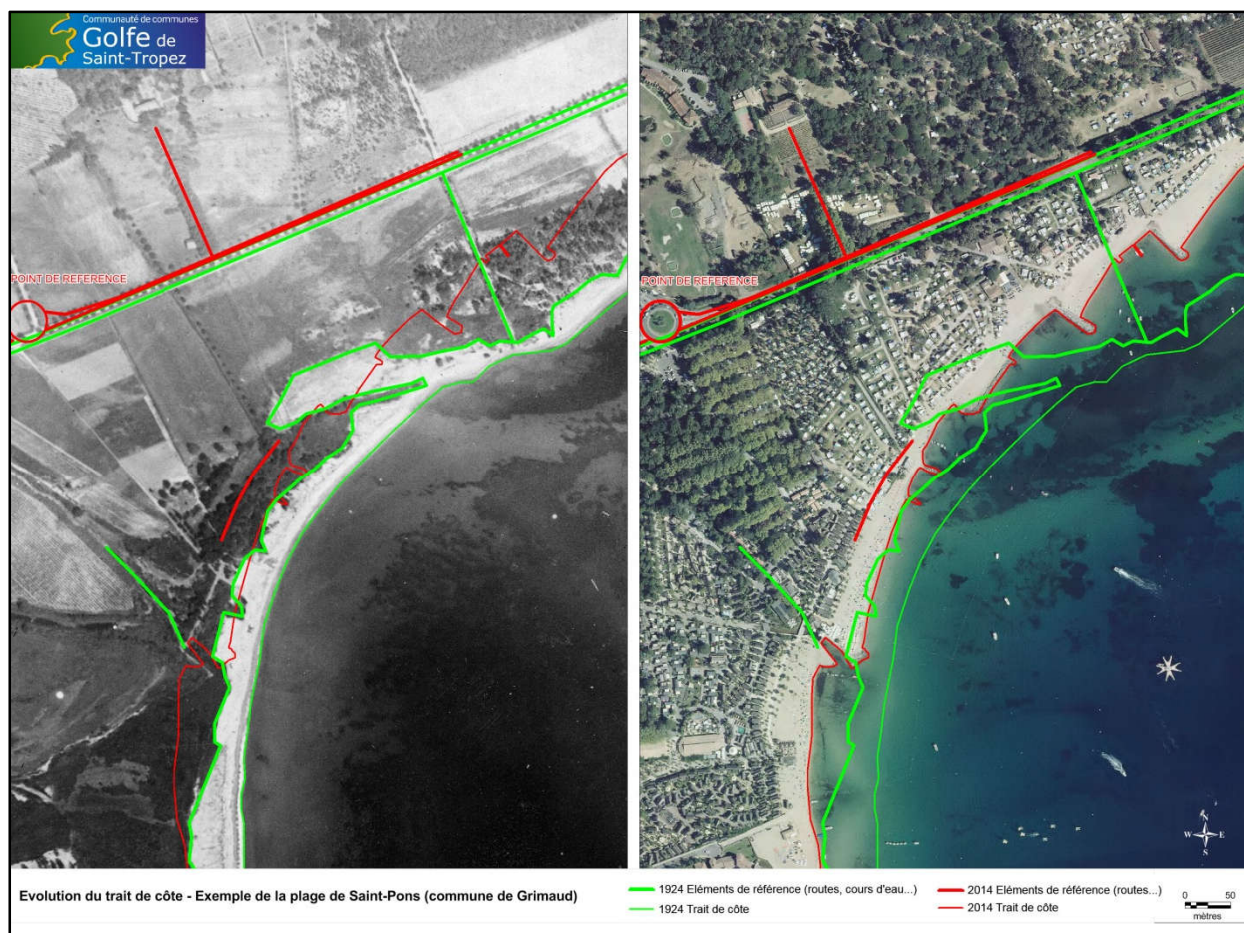 Communauté de communes
Golfe de
Saint-Tropez
POINT DE REFERENCE
POINT DE REFERENCE
N
W E
S
Evolution du trait de côte - Exemple de la plage de Saint-Pons (commune de Grimaud)
1924 Eléments de référence (routes, cours d'eau...)
1924 Trait de côte
2014 Eléments de référence (routes...)
2014 Trait de côte
0 50
mètres